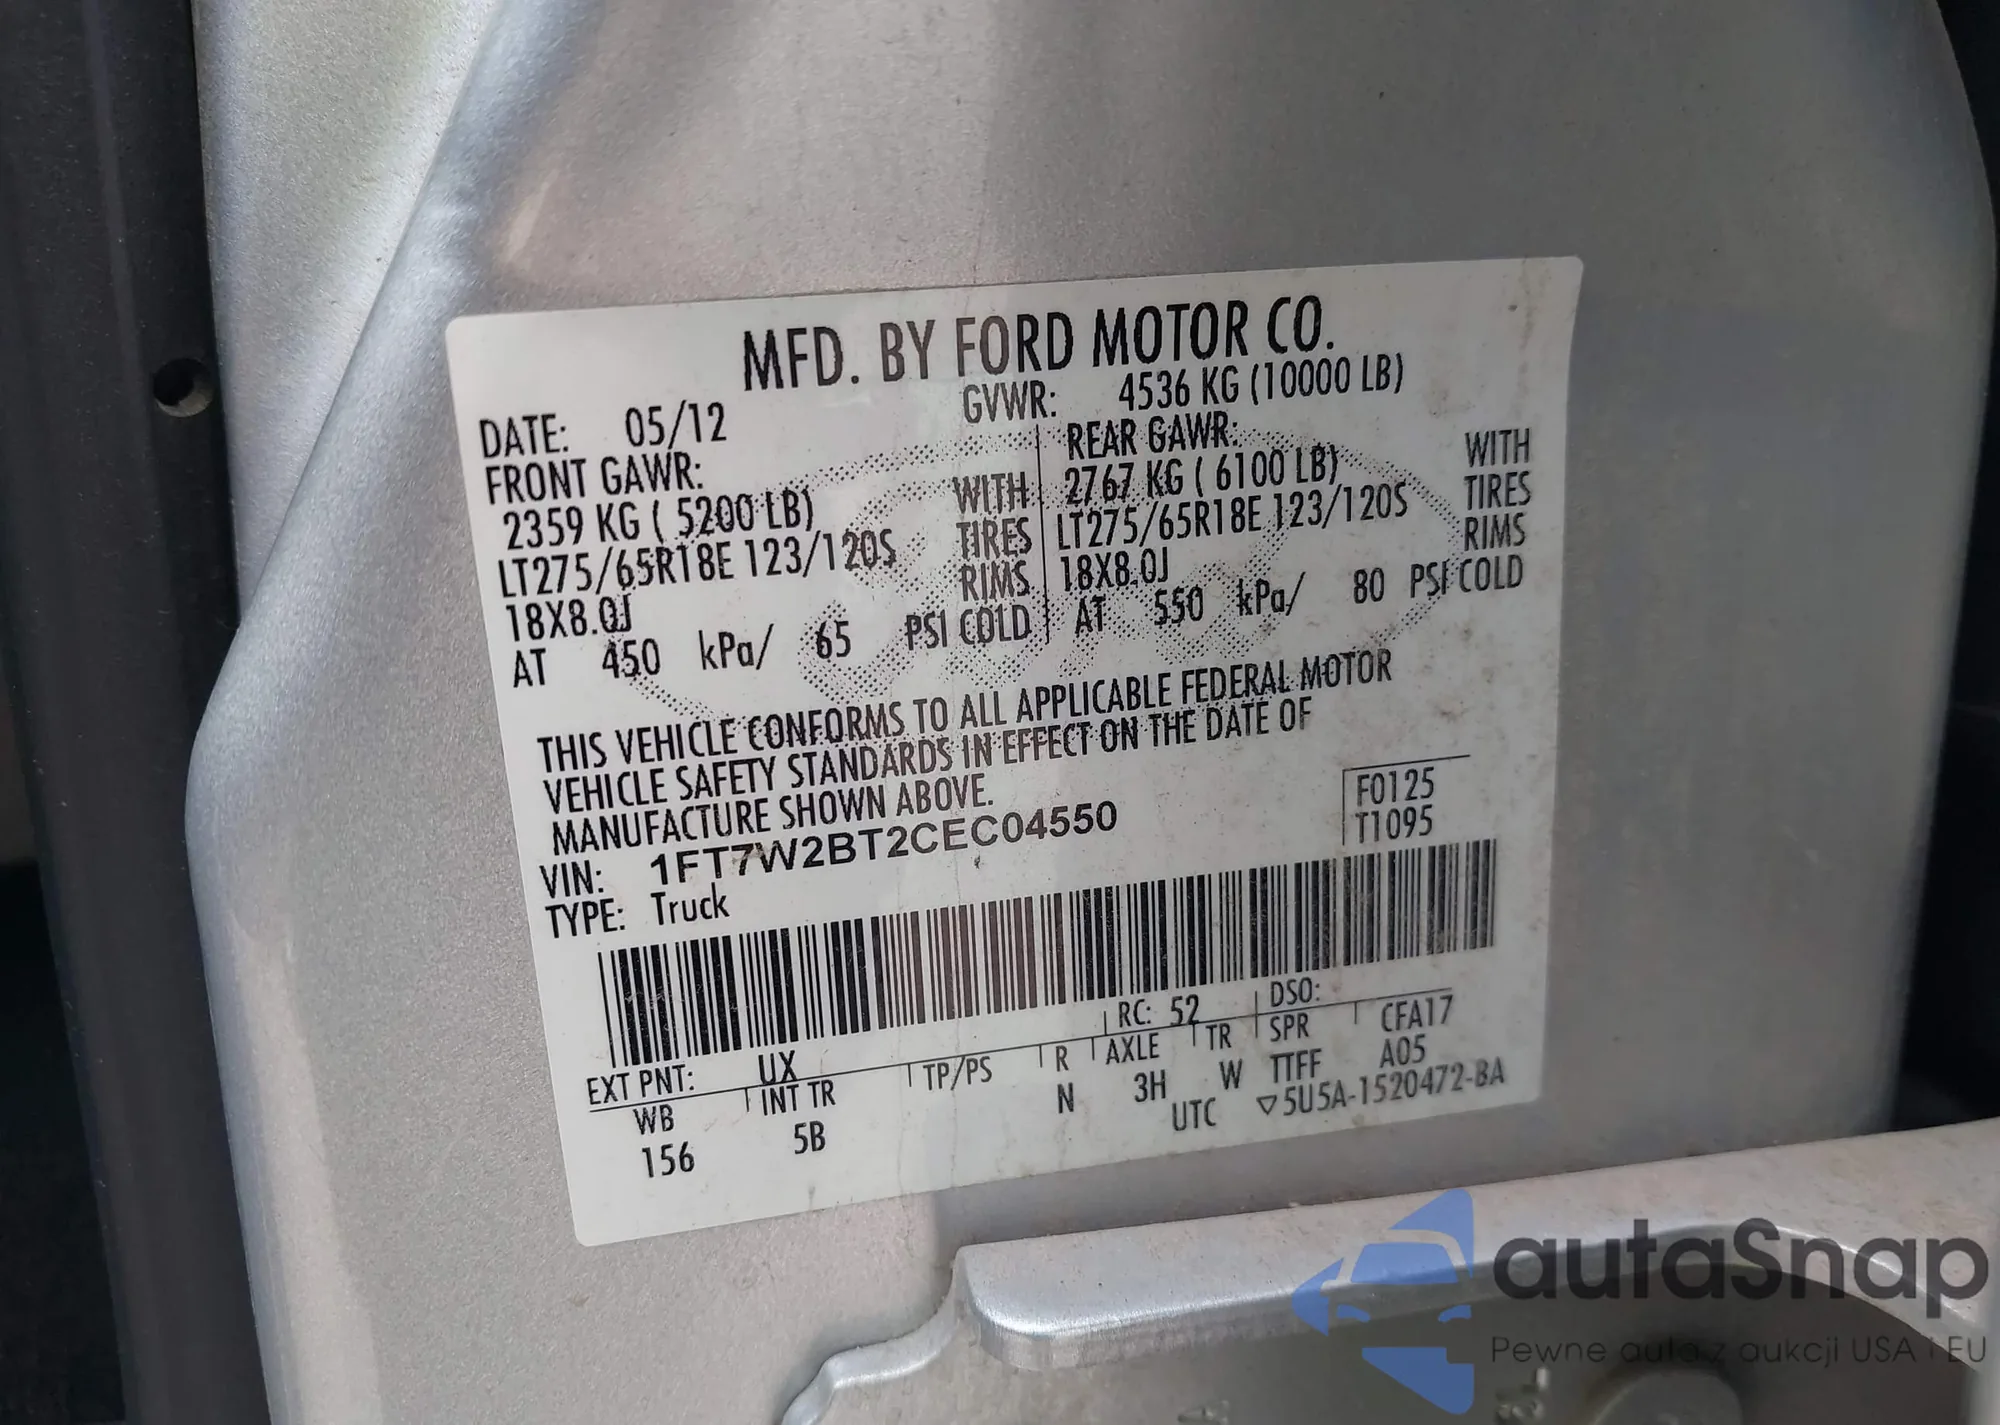 MFD. BY FORD MOTOR CO.
DATE: 05/12 GVWR: 4536 KG (10000 LB)
FRONT GAWR: REAR GAWR:
2359 KG ( 5200 LB) WITH 2767 KG ( 6100 LB) WITH
LT275/65R18E 123/120S TIRES LT275/65R18E 123/120S TIRES
18X8.0J RIMS 18X8.0J RIMS
AT 450 kPa/ 65 PSI COLD AT 550 kPa/ 80 PSI COLD
THIS VEHICLE CONFORMS TO ALL APPLICABLE FEDERAL MOTOR
VEHICLE SAFETY STANDARDS IN EFFECT ON THE DATE OF
MANUFACTURE SHOWN ABOVE.
F0125
T1095
VIN: 1FT7W2BT2CEC04550
TYPE: Truck
EXT PNT: UX RC: 52 DSO:
WB INT TR TP/PS R AXLE TR SPR CFA17
156 5B N 3H W TTFF A05
UTC ▽5U5A-1520472-BA
autaSnap
Pewne auta z aukcji USA i EU